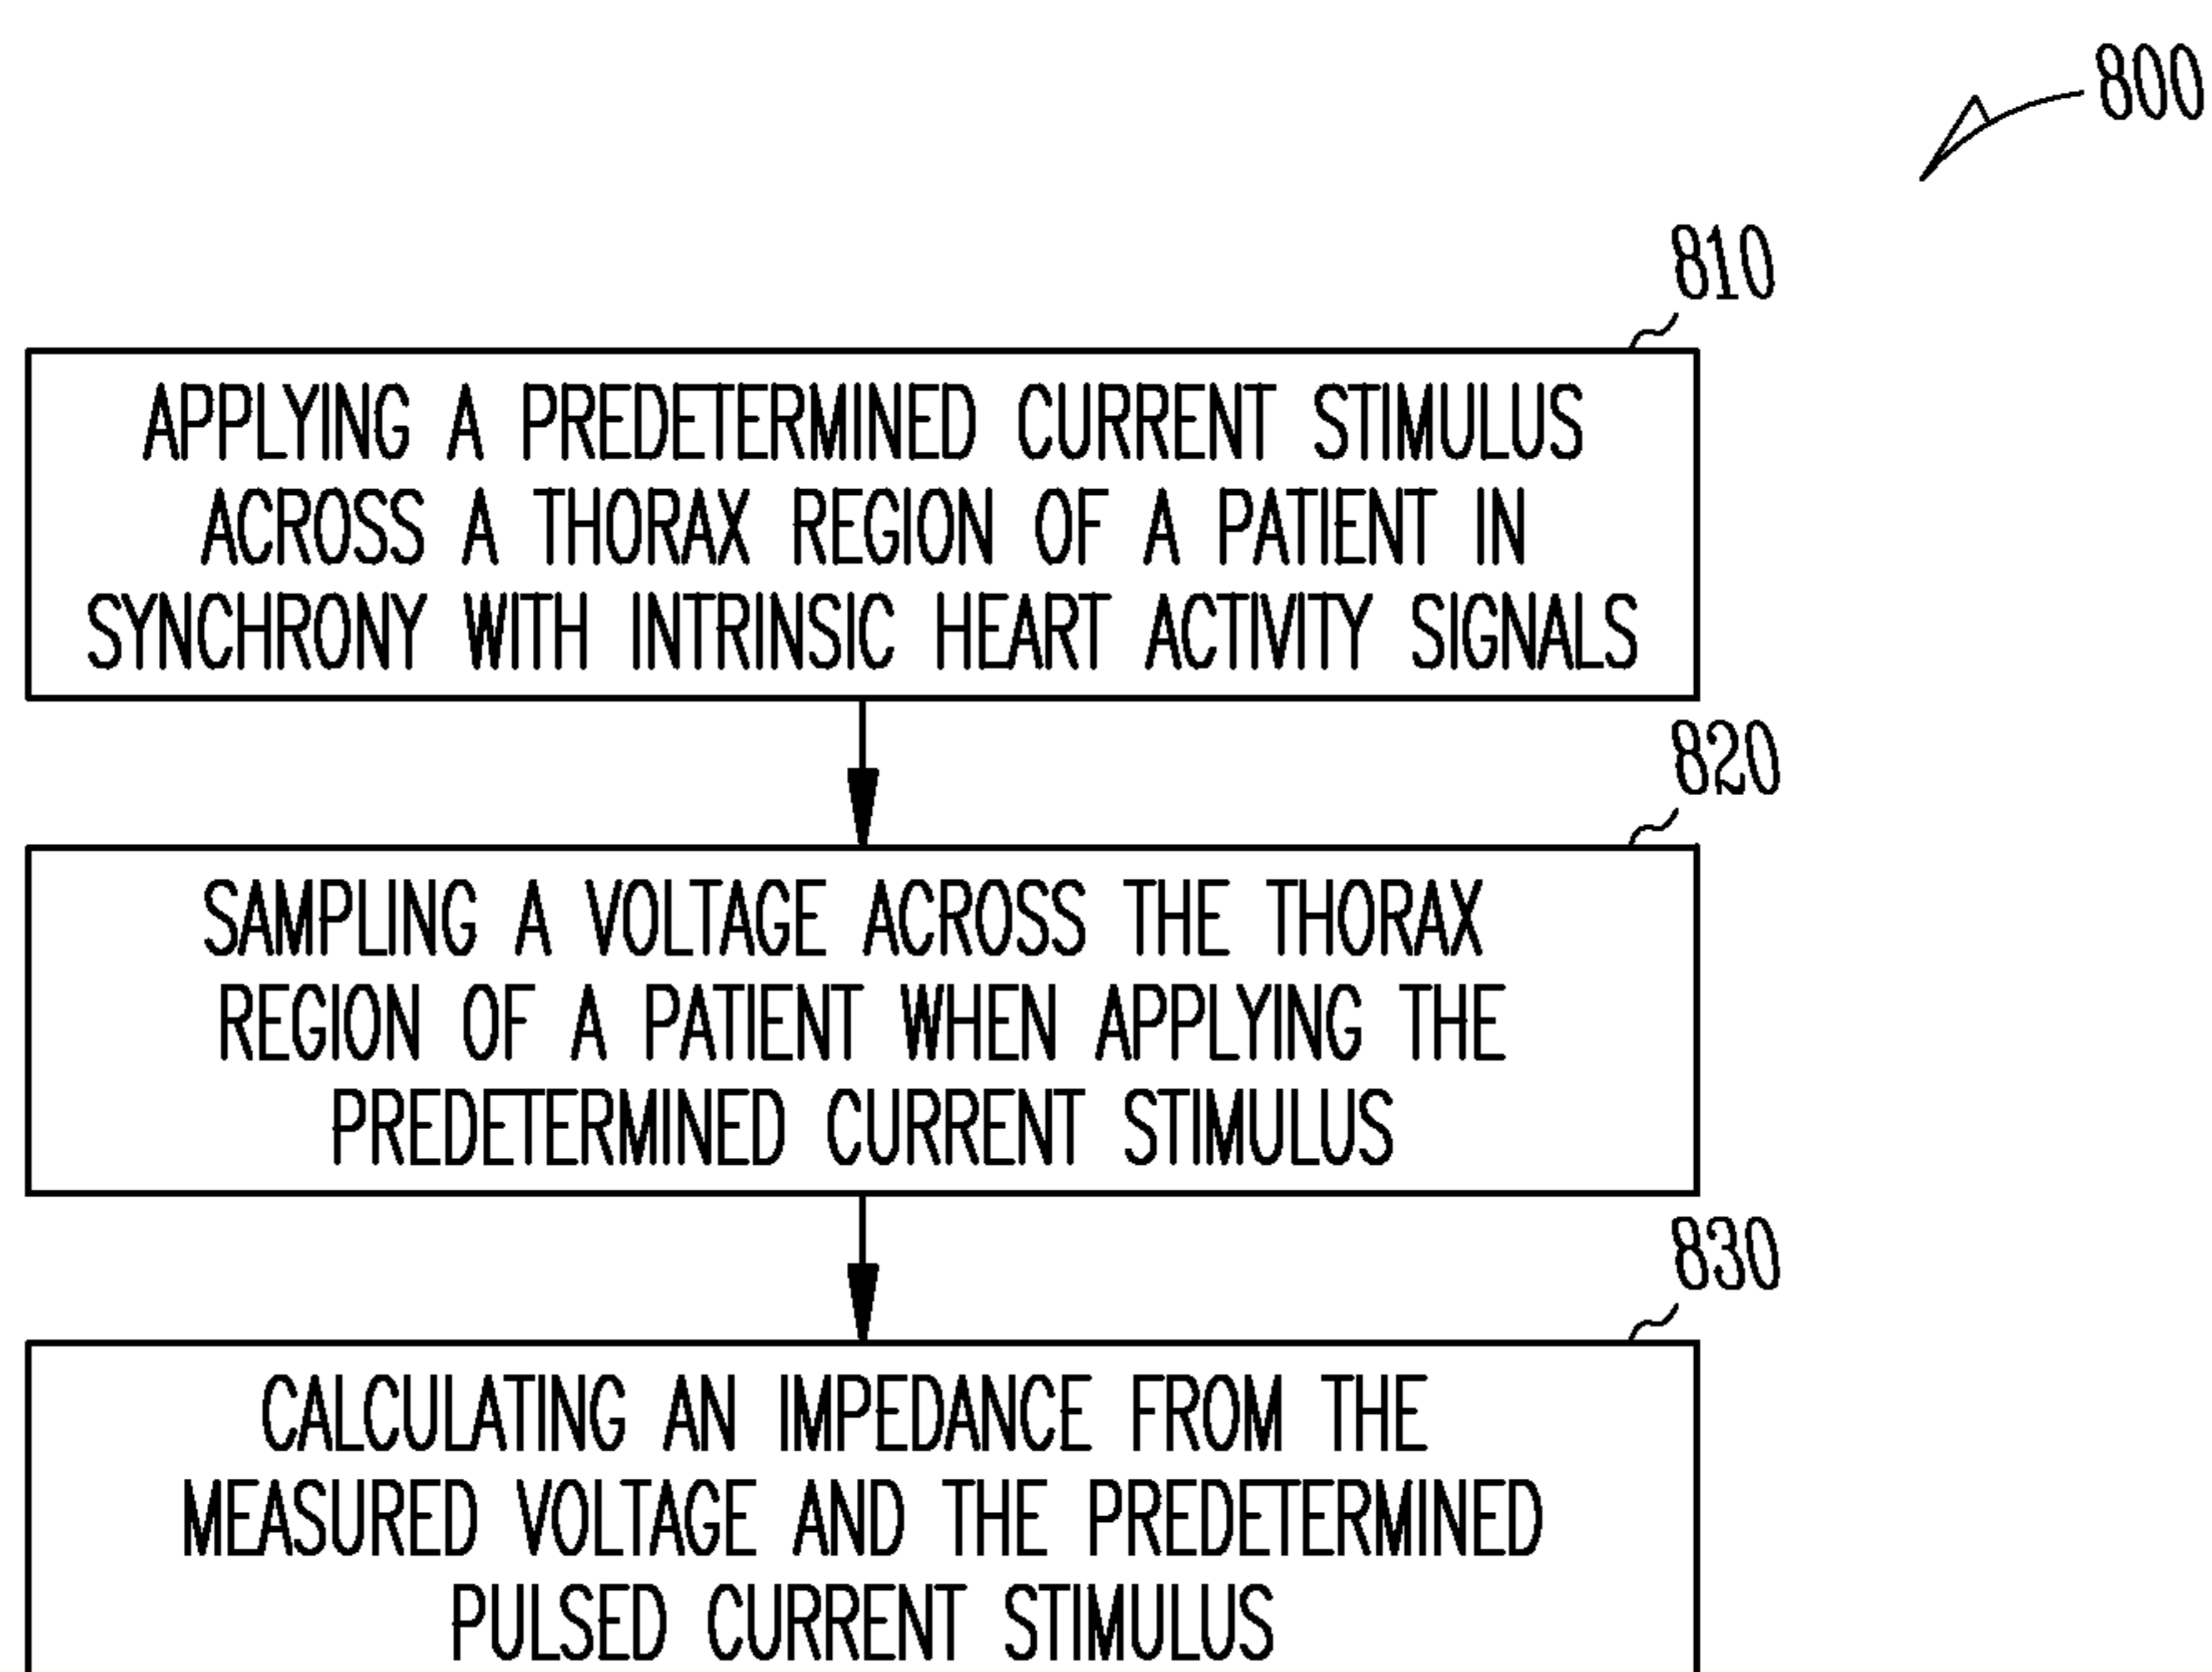 800
810
APPLYING A PREDETERMINED CURRENT STIMULUS
ACROSS A THORAX REGION OF A PATIENT IN
SYNCHRONY WITH INTRINSIC HEART ACTIVITY SIGNALS
820
SAMPLING A VOLTAGE ACROSS THE THORAX
REGION OF A PATIENT WHEN APPLYING THE
PREDETERMINED CURRENT STIMULUS
830
CALCULATING AN IMPEDANCE FROM THE
MEASURED VOLTAGE AND THE PREDETERMINED
PULSED CURRENT STIMULUS